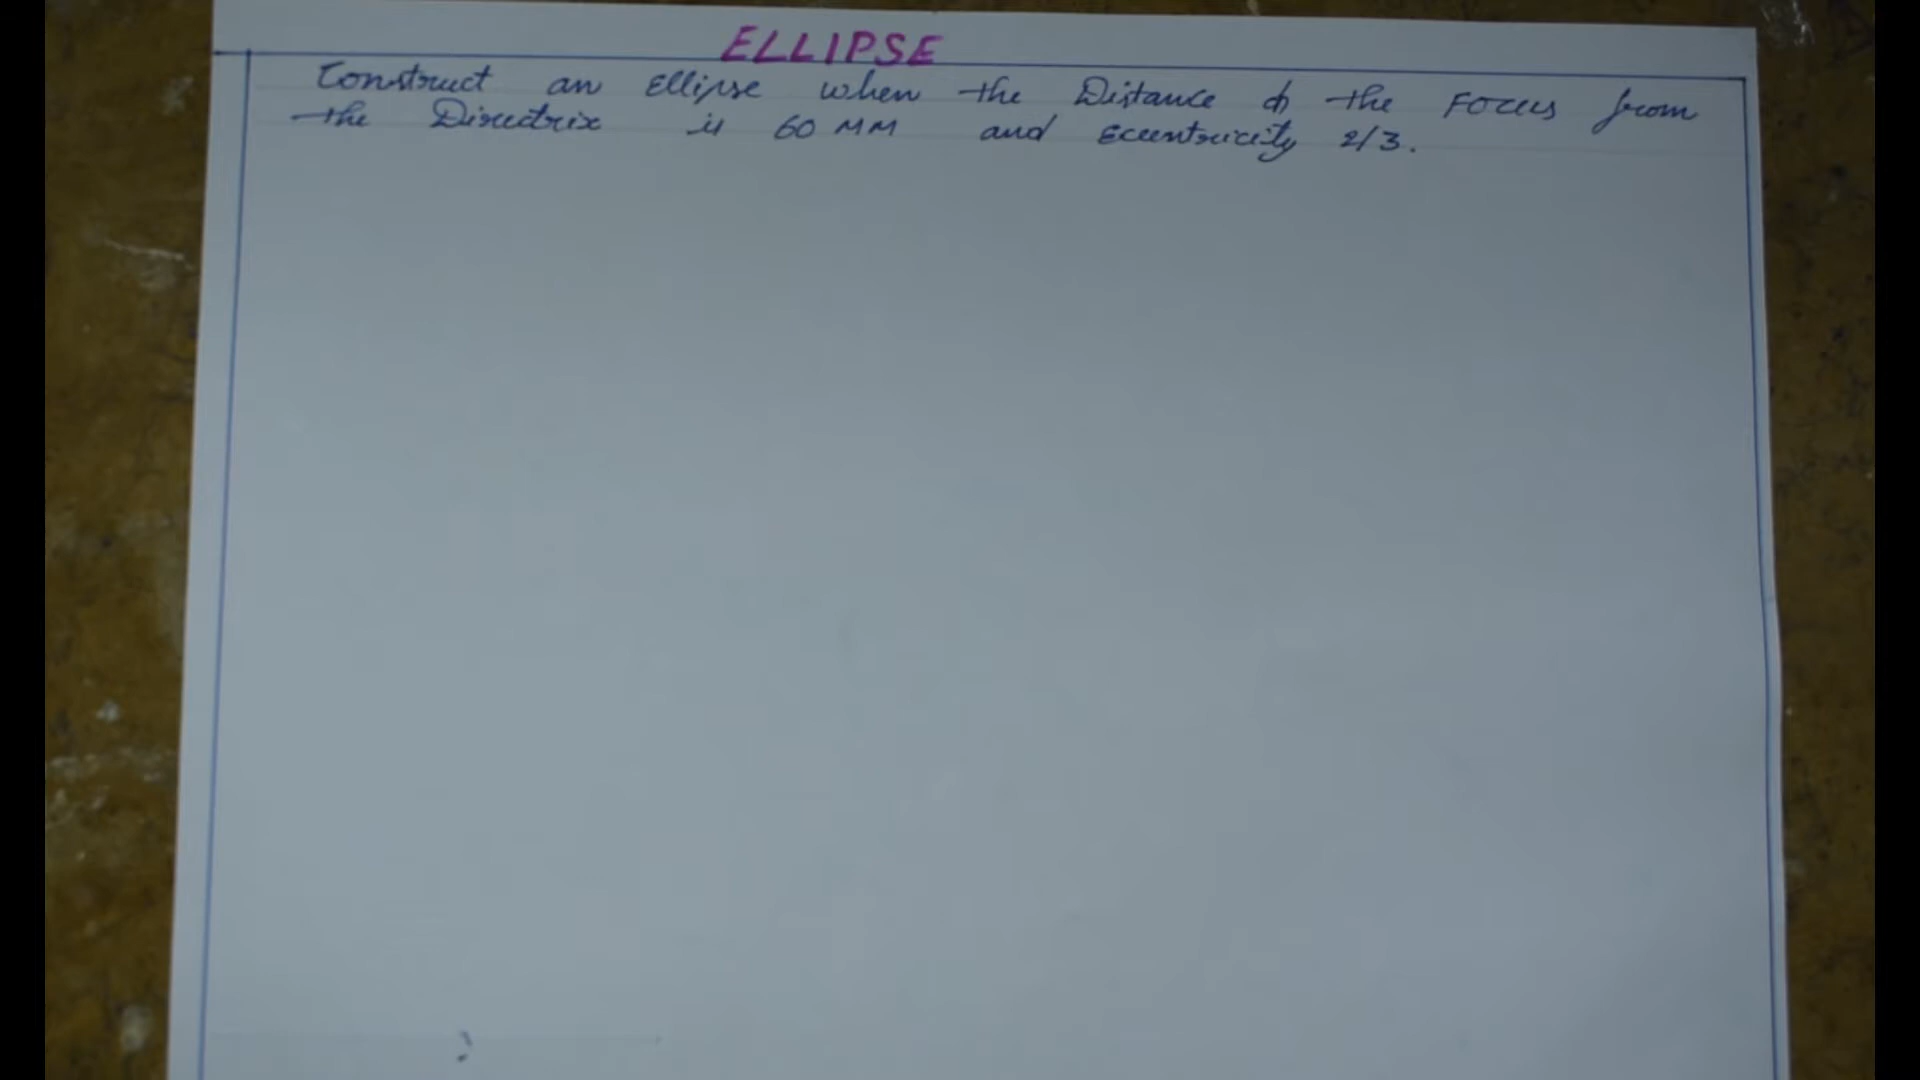 ELLIPSE
Construct an Ellipse when the Distance of the Focus from
the Directrix is 60 MM and Eccentricity 2/3.